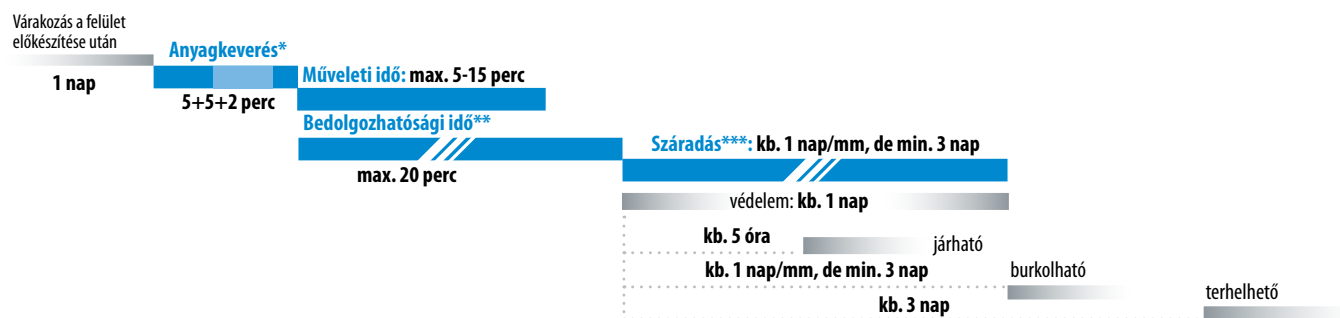 Várakozás a felület
előkészítése után
1 nap
Anyagkeverés*
5+5+2 perc
Műveleti idő: max. 5-15 perc
Bedolgozhatósági idő**
max. 20 perc
Száradás***: kb. 1 nap/mm, de min. 3 nap
védelem: kb. 1 nap
kb. 5 óra
járható
kb. 1 nap/mm, de min. 3 nap
burkolható
kb. 3 nap
terhelhető